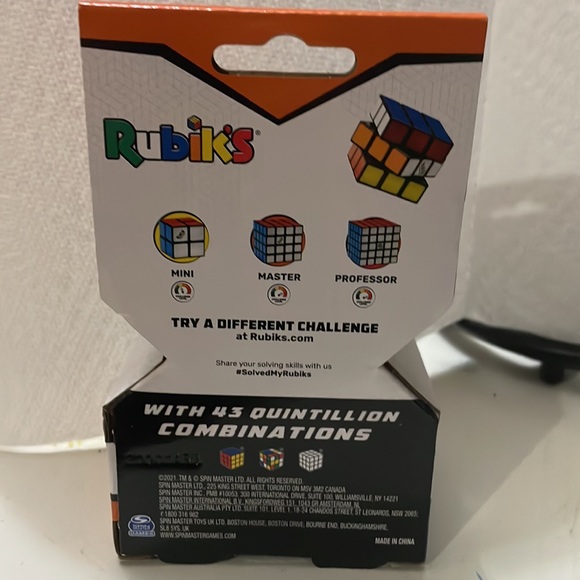 Rubik's®
MINI
MASTER
PROFESSOR
TRY A DIFFERENT CHALLENGE
at Rubiks.com
Share your solving skills with us
#SolvedMyRubiks
WITH 43 QUINTILLION
COMBINATIONS
©2021. TM & © SPIN MASTER LTD. ALL RIGHTS RESERVED.
SPIN MASTER LTD., 225 KING STREET WEST, TORONTO ON M5V 3M2 CANADA
SPIN MASTER INC., PMB #10053, 300 INTERNATIONAL DRIVE, SUITE 100, WILLIAMSVILLE, NY 14221
SPIN MASTER INTERNATIONAL B.V., KINGSFORDWEG 151, 1043 GR AMSTERDAM, NL
SPIN MASTER AUSTRALIA PTY LTD, SUITE 101, LEVEL 1, 18-24 CHANDOS STREET, ST LEONARDS, NSW 2065;
1800 316 982
SPIN MASTER TOYS UK LTD, BOSTON HOUSE, BOSTON DRIVE, BOURNE END, BUCKINGHAMSHIRE,
SL8 5YS, UK
WWW.SPINMASTERGAMES.COM
MADE IN CHINA